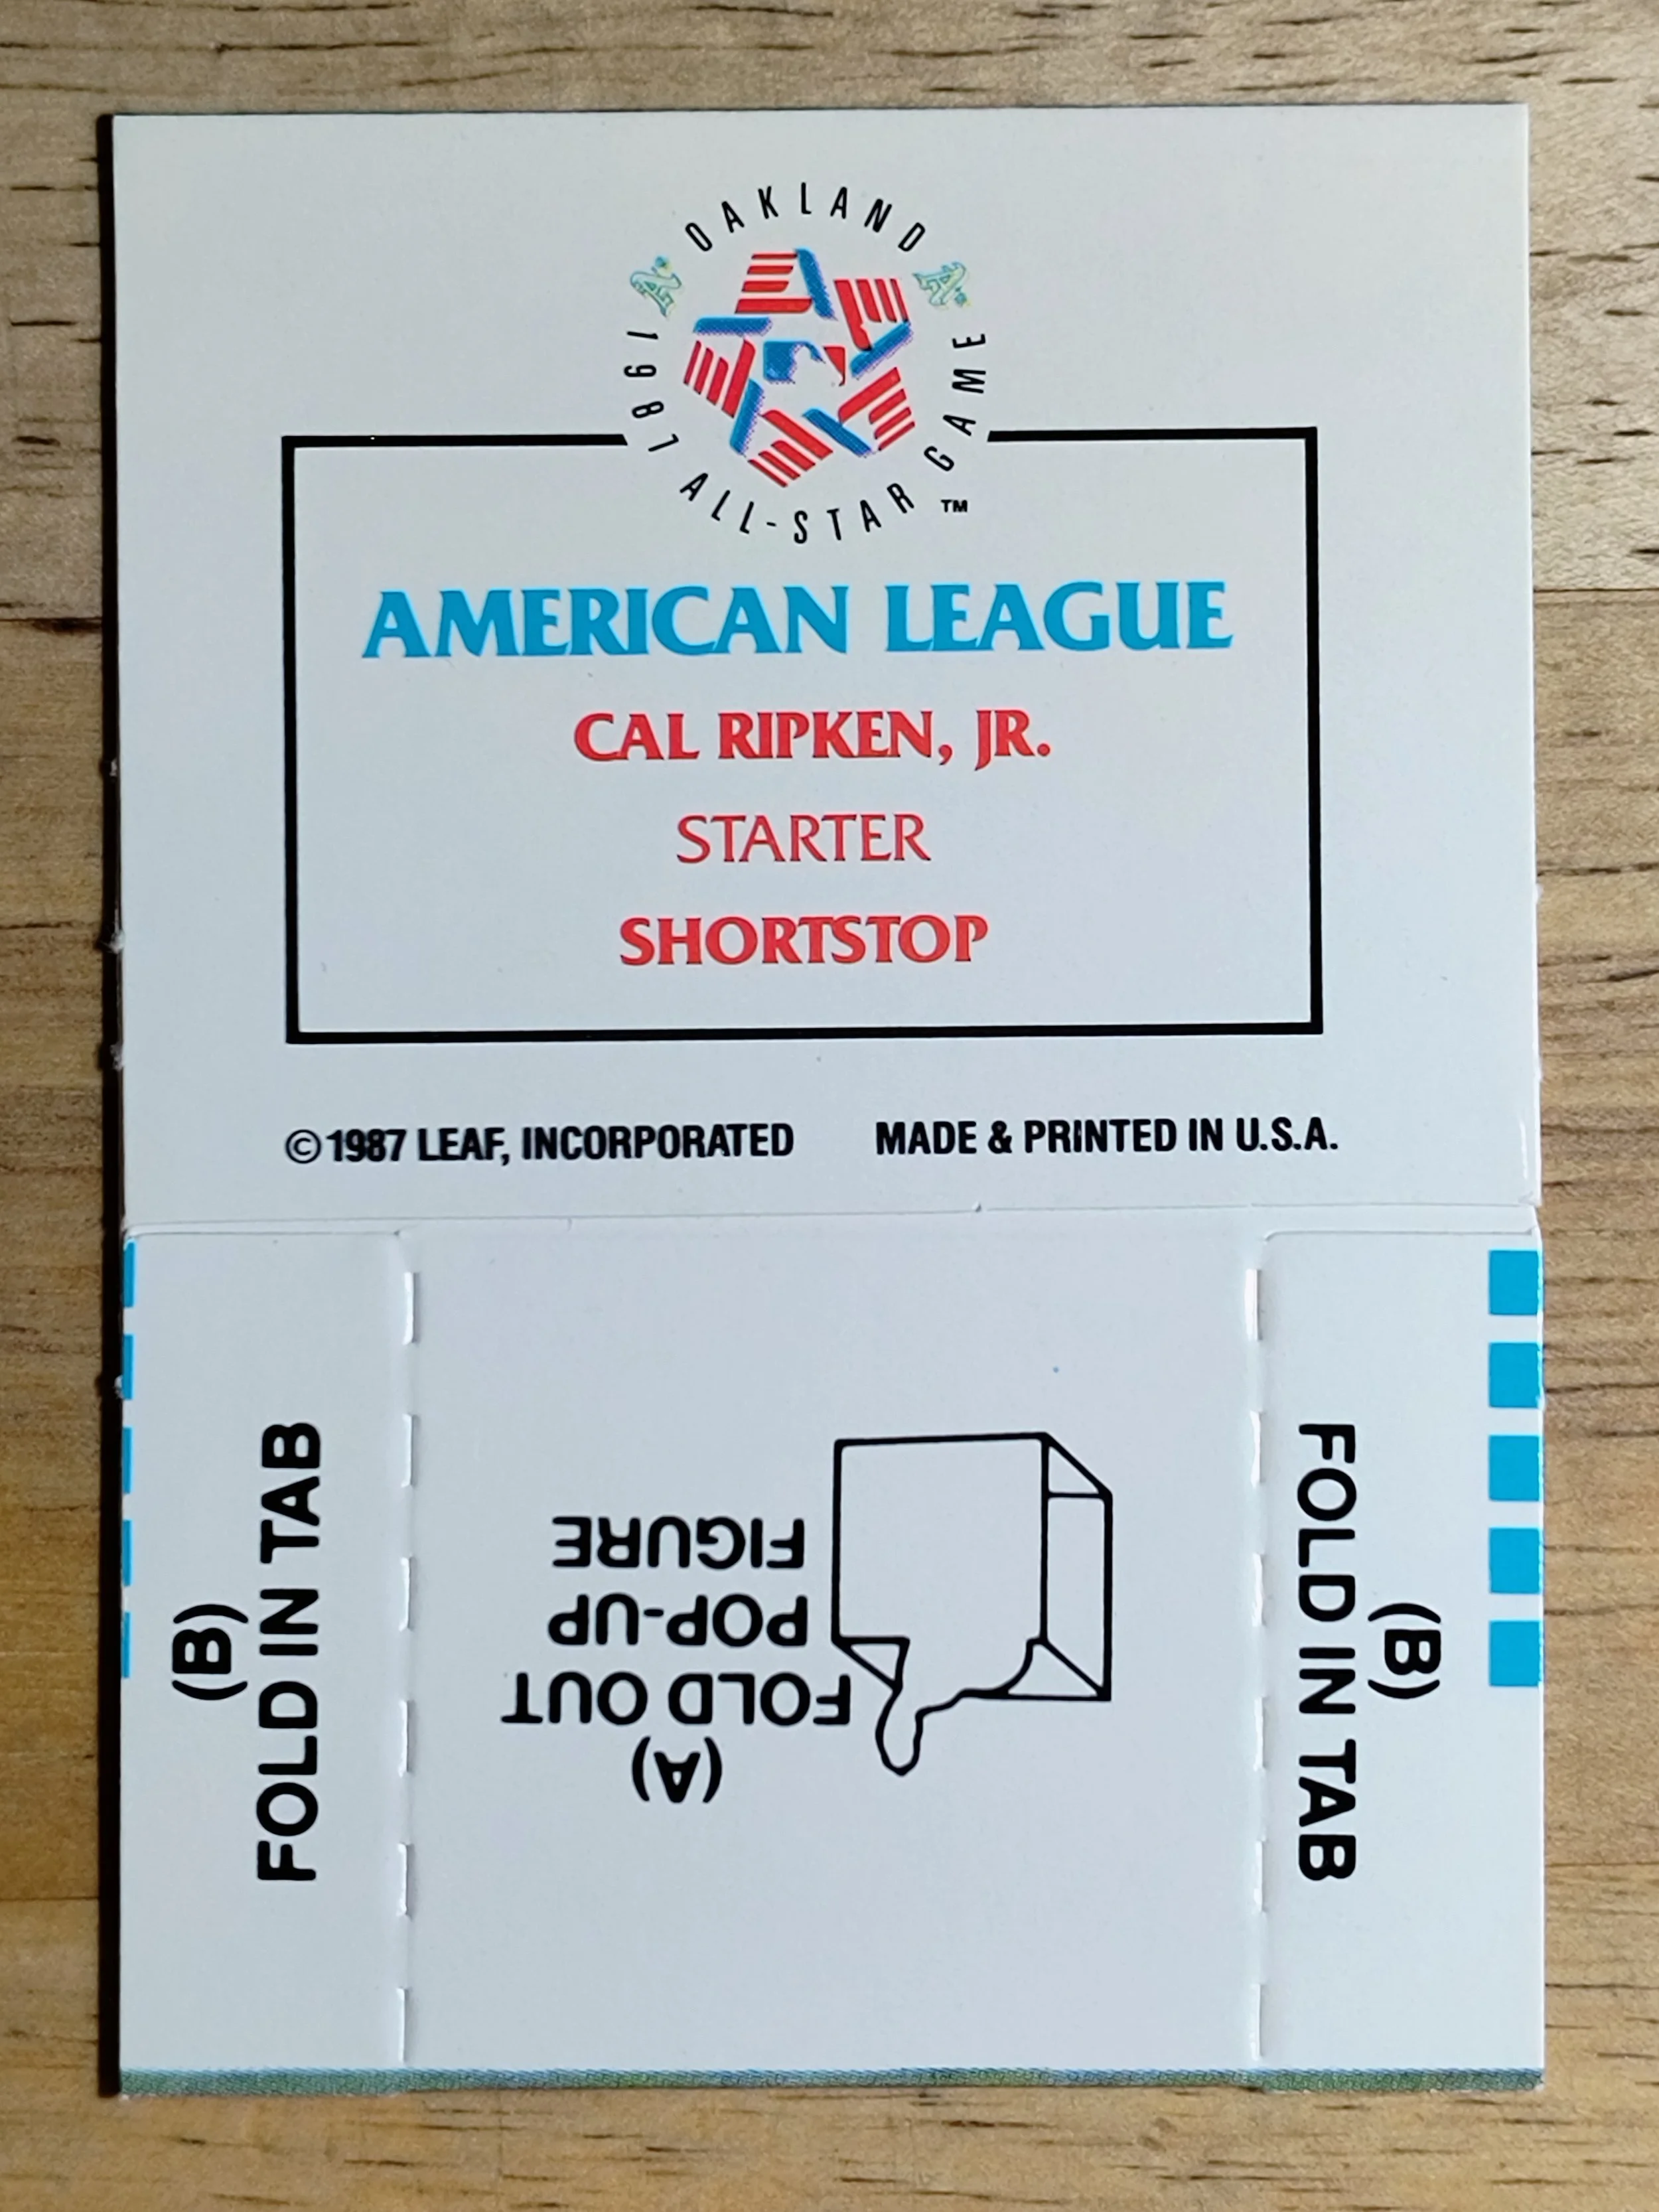 OAKLAND
1987 ALL-STAR GAME
TM
AMERICAN LEAGUE
CAL RIPKEN, JR.
STARTER
SHORTSTOP
©1987 LEAF, INCORPORATED MADE & PRINTED IN U.S.A.
(B)
FOLD IN TAB
(A)
FOLD OUT
POP-UP
FIGURE
(B)
FOLD IN TAB